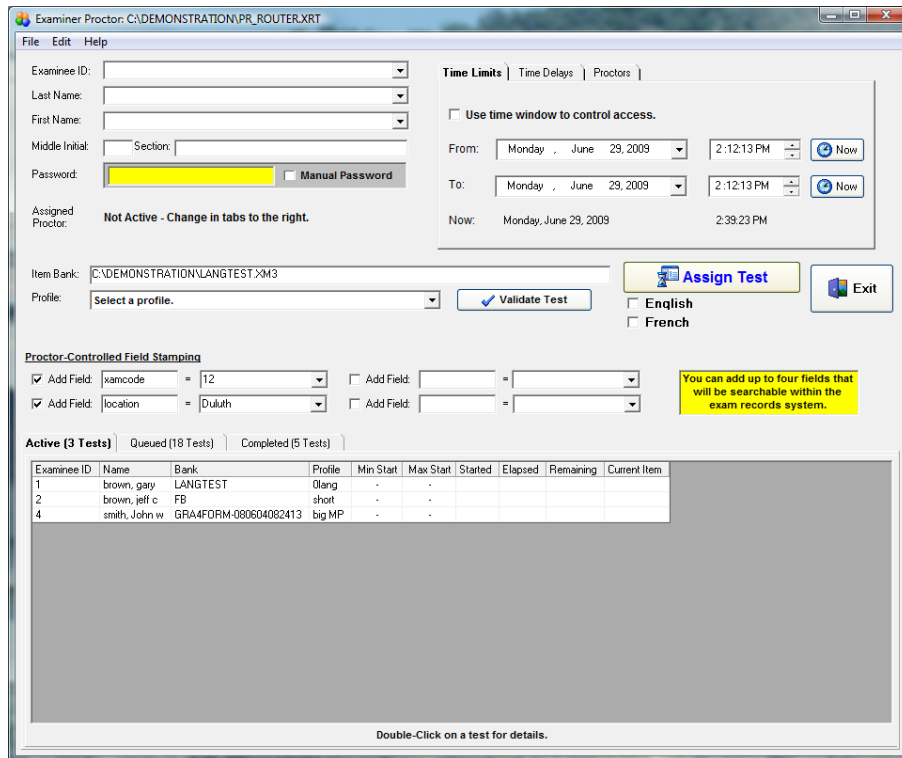 Examiner Proctor: C:\DEMONSTRATION\PR_ROUTER.XRT
File Edit Help
Examinee ID:
Last Name:
First Name:
Middle Initial: Section:
Password: Manual Password
Assigned Proctor: Not Active - Change in tabs to the right.
Time Limits Time Delays Proctors
Use time window to control access.
From: Monday , June 29, 2009 2:12:13 PM Now
To: Monday , June 29, 2009 2:12:13 PM Now
Now: Monday, June 29, 2009 2:39:23 PM
Item Bank: C:\DEMONSTRATION\LANGTEST.XM3
Profile: Select a profile. Validate Test
Assign Test
English
French
Exit
Proctor-Controlled Field Stamping
Add Field: xamcode = 12 Add Field: =
Add Field: location = Duluth Add Field: =
You can add up to four fields that
will be searchable within the
exam records system.
Active (3 Tests) Queued (18 Tests) Completed (5 Tests)
Examinee ID Name Bank Profile Min Start Max Start Started Elapsed Remaining Current Item
1 brown, gary LANGTEST 0lang - -
2 brown, jeff c FB short - -
4 smith, John w GRA4FORM-080604082413 big MP - -
Double-Click on a test for details.